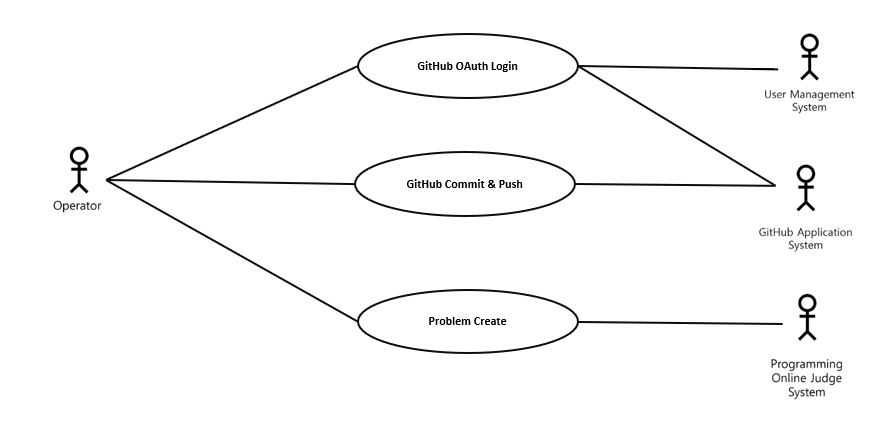 GitHub OAuth Login
User Management
System
GitHub Commit & Push
Operator
GitHub Application
System
Problem Create
Programming
Online Judge
System